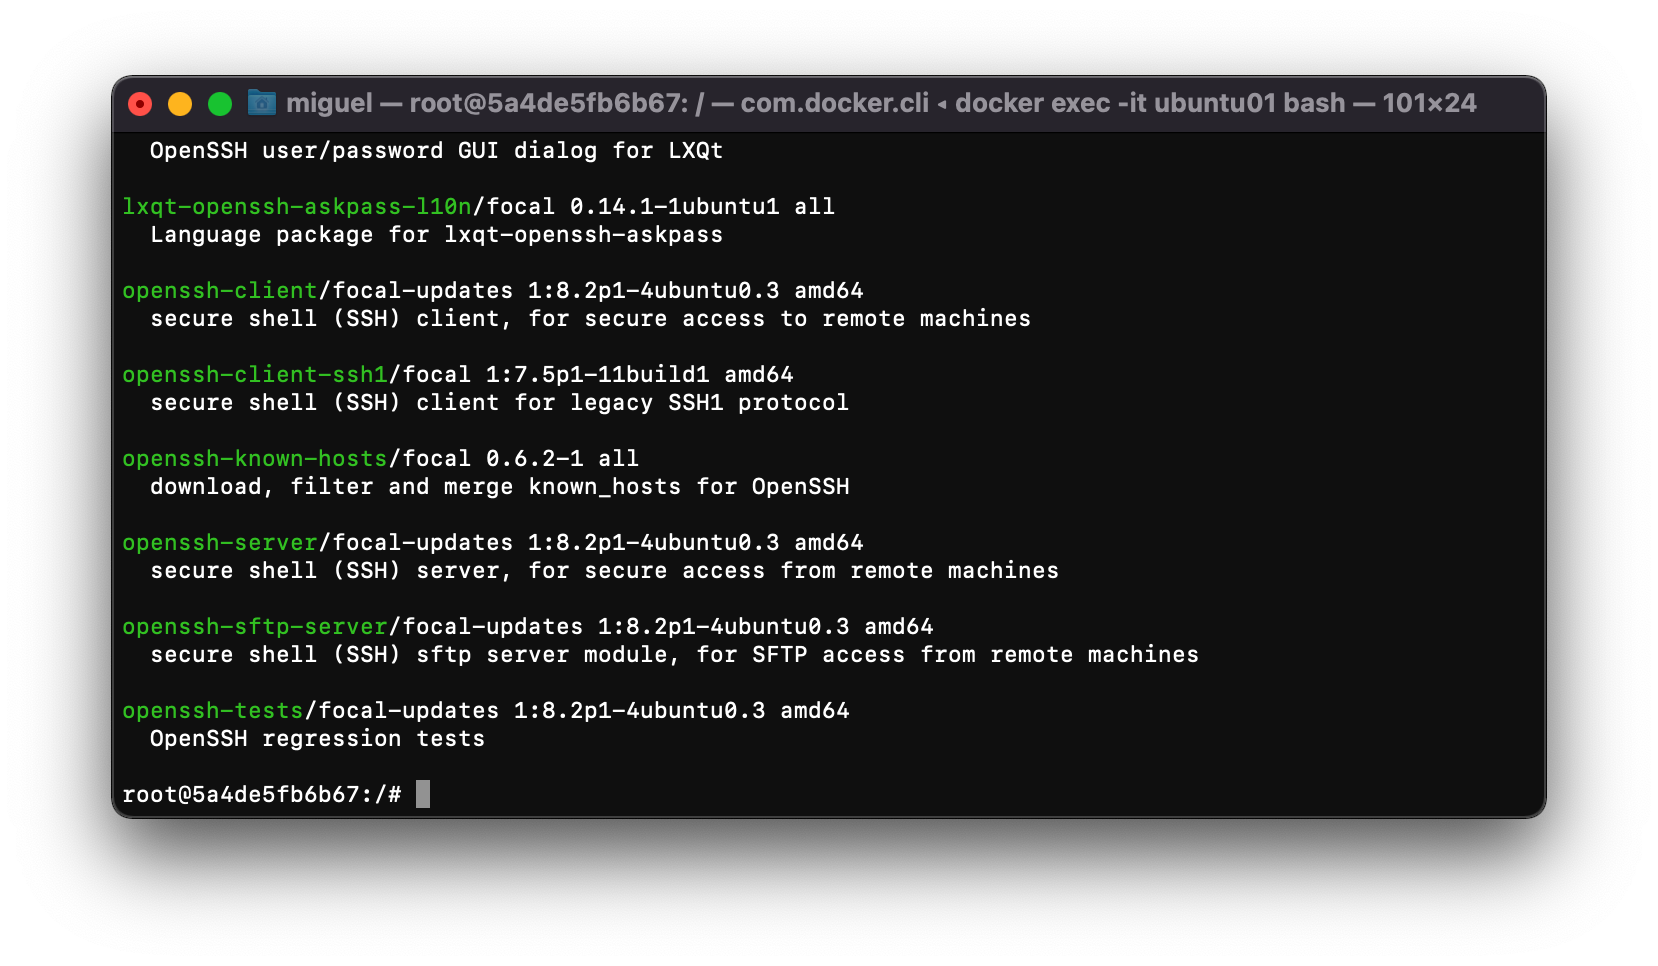 miguel — root@5a4de5fb6b67: / — com.docker.cli ◂ docker exec -it ubuntu01 bash — 101×24
OpenSSH user/password GUI dialog for LXQt
lxqt-openssh-askpass-l10n/focal 0.14.1-1ubuntu1 all
Language package for lxqt-openssh-askpass
openssh-client/focal-updates 1:8.2p1-4ubuntu0.3 amd64
secure shell (SSH) client, for secure access to remote machines
openssh-client-ssh1/focal 1:7.5p1-11build1 amd64
secure shell (SSH) client for legacy SSH1 protocol
openssh-known-hosts/focal 0.6.2-1 all
download, filter and merge known_hosts for OpenSSH
openssh-server/focal-updates 1:8.2p1-4ubuntu0.3 amd64
secure shell (SSH) server, for secure access from remote machines
openssh-sftp-server/focal-updates 1:8.2p1-4ubuntu0.3 amd64
secure shell (SSH) sftp server module, for SFTP access from remote machines
openssh-tests/focal-updates 1:8.2p1-4ubuntu0.3 amd64
OpenSSH regression tests
root@5a4de5fb6b67:/#